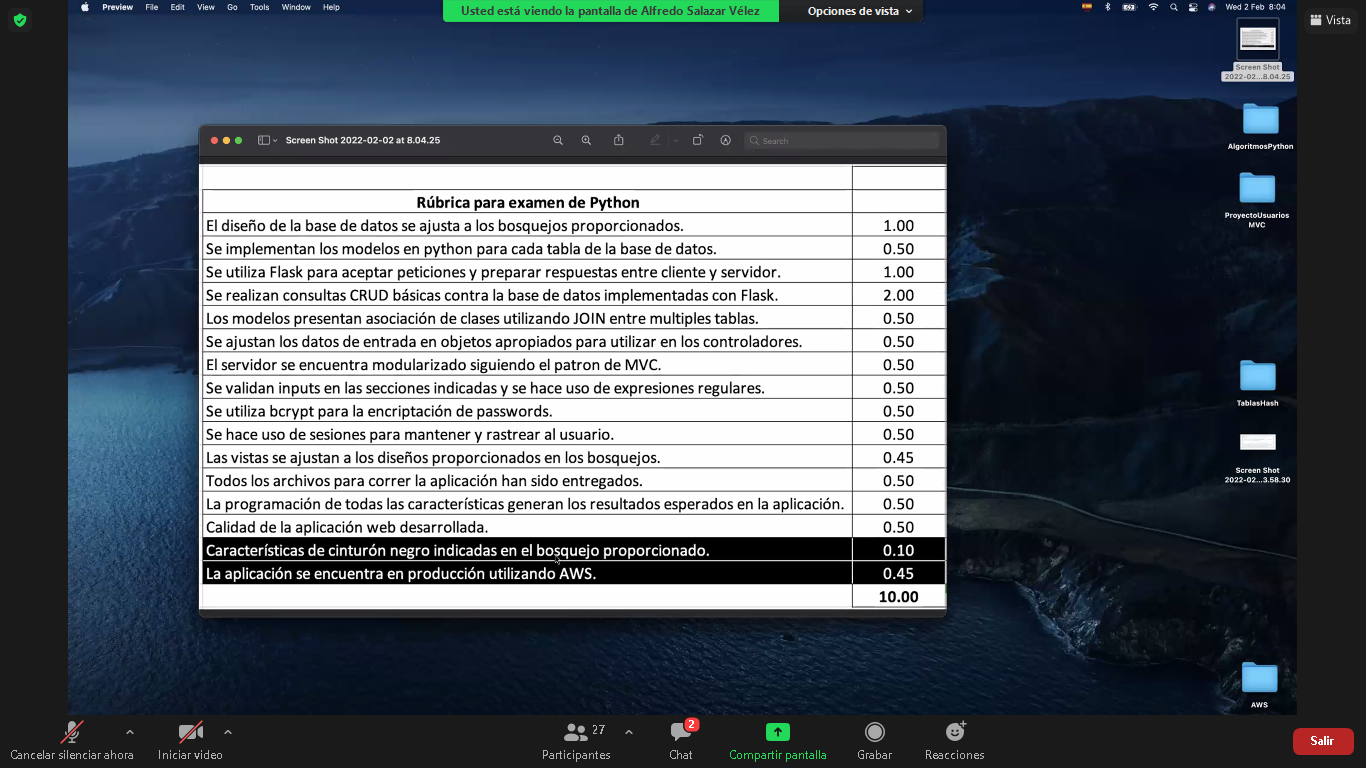 Preview File Edit View Go Tools Window Help
Usted está viendo la pantalla de Alfredo Salazar Vélez
Opciones de vista
Wed 2 Feb 8:04
Vista
Screen Shot
2022-02...8.04.25
AlgoritmosPython
ProyectoUsuarios
MVC
TablasHash
Screen Shot
2022-02...3.58.30
AWS
Screen Shot 2022-02-02 at 8.04.25
Search
Rúbrica para examen de Python
El diseño de la base de datos se ajusta a los bosquejos proporcionados. 1.00
Se implementan los modelos en python para cada tabla de la base de datos. 0.50
Se utiliza Flask para aceptar peticiones y preparar respuestas entre cliente y servidor. 1.00
Se realizan consultas CRUD básicas contra la base de datos implementadas con Flask. 2.00
Los modelos presentan asociación de clases utilizando JOIN entre multiples tablas. 0.50
Se ajustan los datos de entrada en objetos apropiados para utilizar en los controladores. 0.50
El servidor se encuentra modularizado siguiendo el patron de MVC. 0.50
Se validan inputs en las secciones indicadas y se hace uso de expresiones regulares. 0.50
Se utiliza bcrypt para la encriptación de passwords. 0.50
Se hace uso de sesiones para mantener y rastrear al usuario. 0.50
Las vistas se ajustan a los diseños proporcionados en los bosquejos. 0.45
Todos los archivos para correr la aplicación han sido entregados. 0.50
La programación de todas las características generan los resultados esperados en la aplicación. 0.50
Calidad de la aplicación web desarrollada. 0.50
Características de cinturón negro indicadas en el bosquejo proporcionado. 0.10
La aplicación se encuentra en producción utilizando AWS. 0.45
10.00
Cancelar silenciar ahora
Iniciar video
27
Participantes
2
Chat
Compartir pantalla
Grabar
Reacciones
Salir